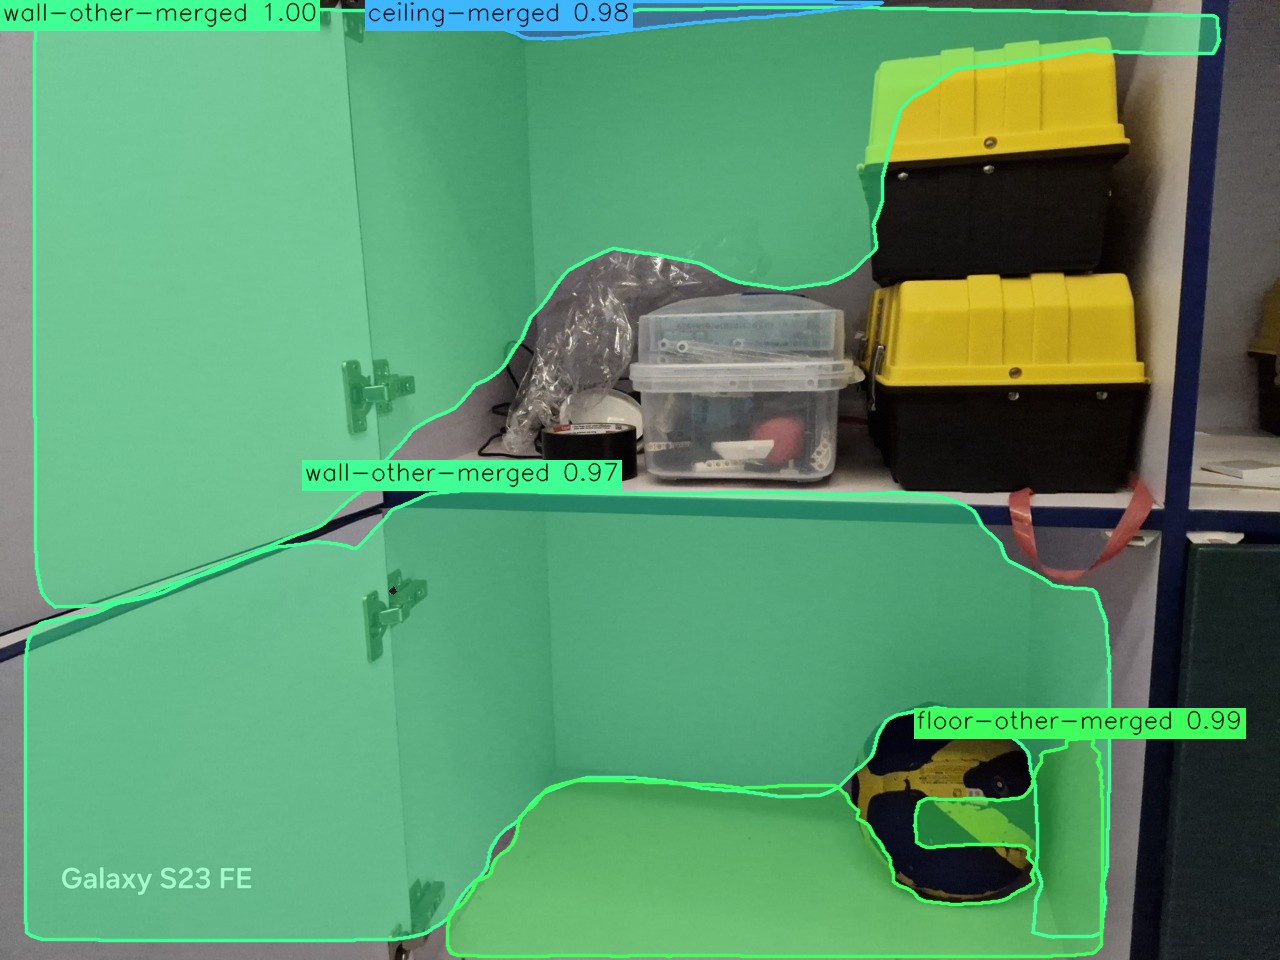 wall-other-merged 1.00
ceiling-merged 0.98
wall-other-merged 0.97
floor-other-merged 0.99
Galaxy S23 FE